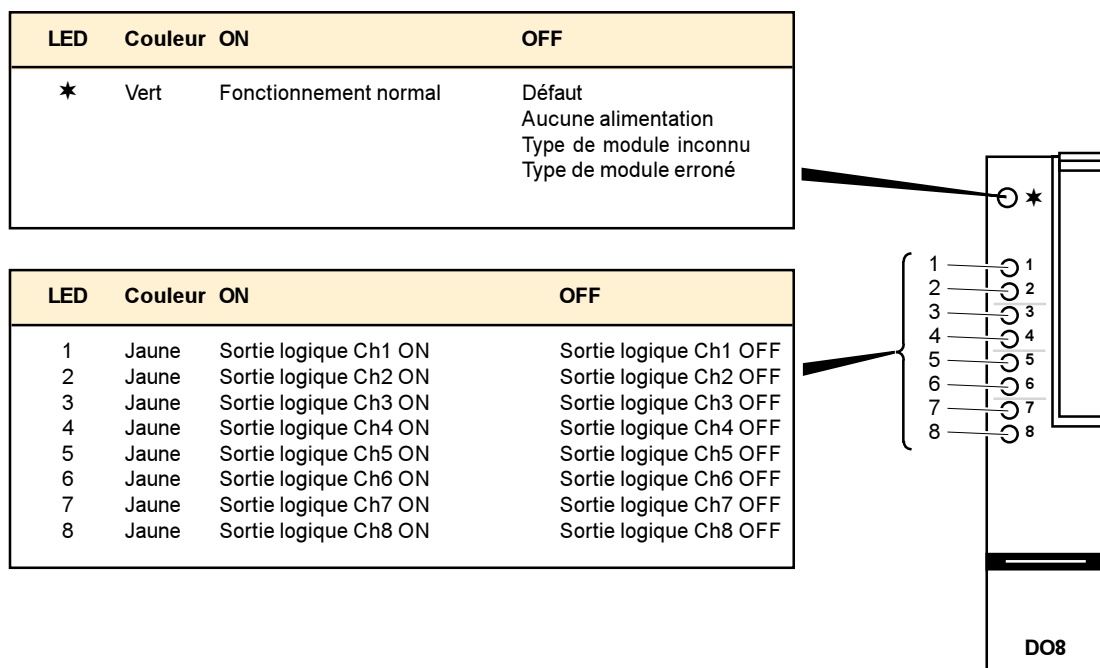 LED Couleur ON OFF
✶ Vert Fonctionnement normal Défaut
Aucune alimentation
Type de module inconnu
Type de module erroné
✶
LED Couleur ON OFF
1 Jaune Sortie logique Ch1 ON Sortie logique Ch1 OFF
2 Jaune Sortie logique Ch2 ON Sortie logique Ch2 OFF
3 Jaune Sortie logique Ch3 ON Sortie logique Ch3 OFF
4 Jaune Sortie logique Ch4 ON Sortie logique Ch4 OFF
5 Jaune Sortie logique Ch5 ON Sortie logique Ch5 OFF
6 Jaune Sortie logique Ch6 ON Sortie logique Ch6 OFF
7 Jaune Sortie logique Ch7 ON Sortie logique Ch7 OFF
8 Jaune Sortie logique Ch8 ON Sortie logique Ch8 OFF
1 1
2 2
3 3
4 4
5 5
6 6
7 7
8 8
DO8